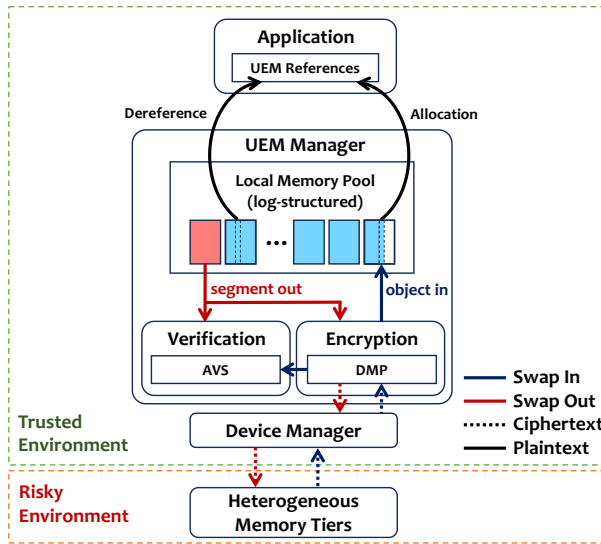 Application
UEM References
Dereference
Allocation
UEM Manager
Local Memory Pool
(log-structured)
...
segment out
object in
Verification
Encryption
AVS
DMP
Swap In
Swap Out
Ciphertext
Plaintext
Trusted
Environment
Device Manager
Risky
Environment
Heterogeneous
Memory Tiers